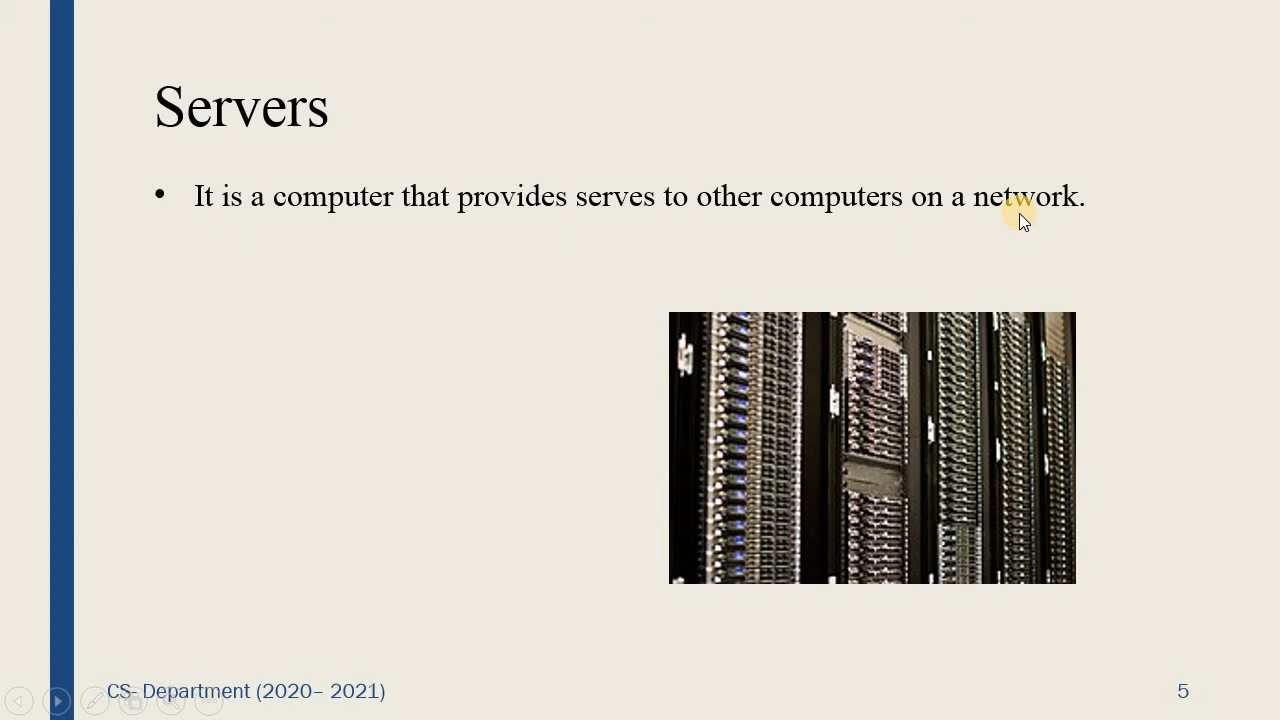 Servers
• It is a computer that provides serves to other computers on a network.
CS- Department (2020– 2021)
5